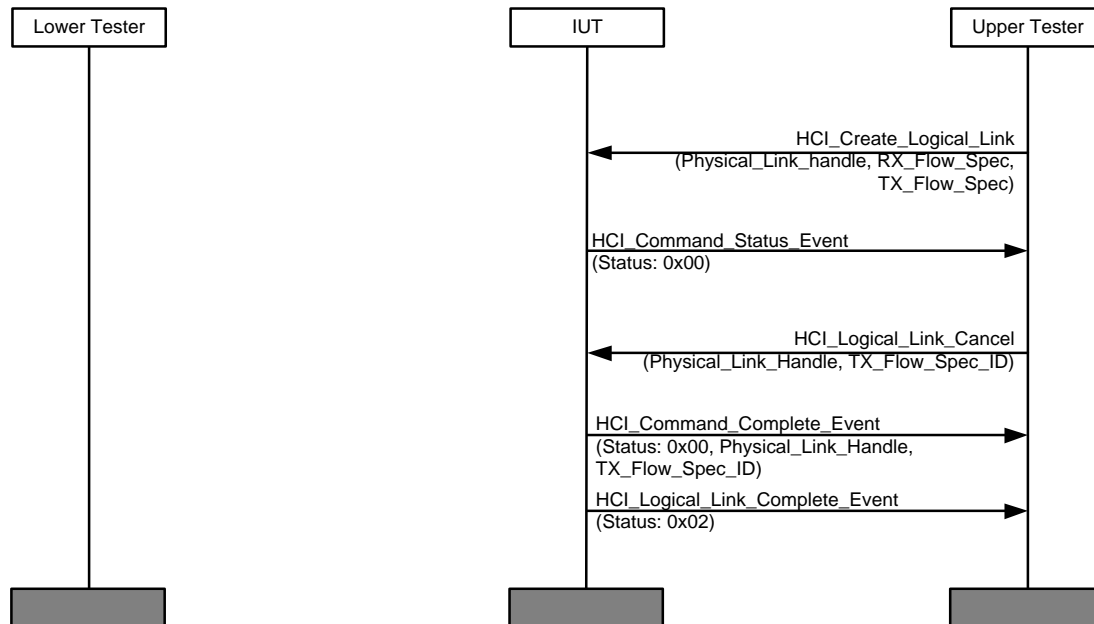 Lower Tester
IUT
Upper Tester
HCI_Create_Logical_Link
(Physical_Link_handle, RX_Flow_Spec,
TX_Flow_Spec)
HCI_Command_Status_Event
(Status: 0x00)
HCI_Logical_Link_Cancel
(Physical_Link_Handle, TX_Flow_Spec_ID)
HCI_Command_Complete_Event
(Status: 0x00, Physical_Link_Handle,
TX_Flow_Spec_ID)
HCI_Logical_Link_Complete_Event
(Status: 0x02)